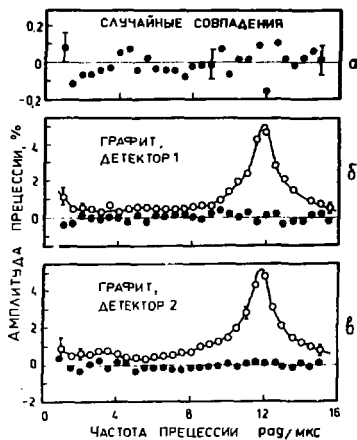 СЛУЧАЙНЫЕ СОВПАДЕНИЯ
0,2
0
-0,2
а
ГРАФИТ,
ДЕТЕКТОР 1
4
2
0
б
ГРАФИТ,
ДЕТЕКТОР 2
4
2
0
-2
в
АМПЛИТУДА ПРЕЦЕССИИ, %
0 4 8 12 16
ЧАСТОТА ПРЕЦЕССИИ рад/мкс